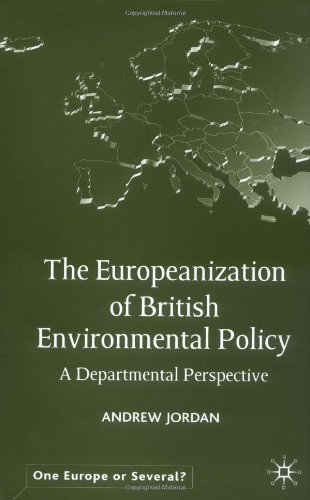 The Europeanization
of British
Environmental Policy
A Departmental Perspective
ANDREW JORDAN
One Europe or Several?